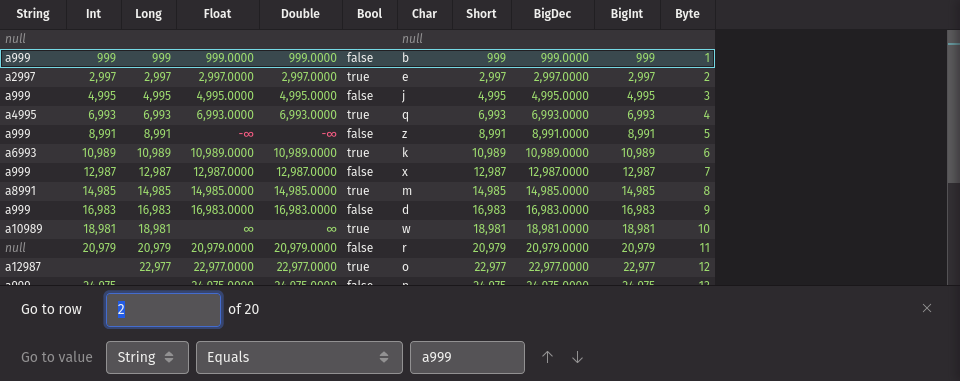 String Int Long Float Double Bool Char Short BigDec BigInt Byte
null null
a999 999 999 999.0000 999.0000 false b 999 999.0000 999 1
a2997 2,997 2,997 2,997.0000 2,997.0000 true e 2,997 2,997.0000 2,997 2
a999 4,995 4,995 4,995.0000 4,995.0000 false j 4,995 4,995.0000 4,995 3
a4995 6,993 6,993 6,993.0000 6,993.0000 true q 6,993 6,993.0000 6,993 4
a999 8,991 8,991 -∞ -∞ false z 8,991 8,991.0000 8,991 5
a6993 10,989 10,989 10,989.0000 10,989.0000 true k 10,989 10,989.0000 10,989 6
a999 12,987 12,987 12,987.0000 12,987.0000 false x 12,987 12,987.0000 12,987 7
a8991 14,985 14,985 14,985.0000 14,985.0000 true m 14,985 14,985.0000 14,985 8
a999 16,983 16,983 16,983.0000 16,983.0000 false d 16,983 16,983.0000 16,983 9
a10989 18,981 18,981 ∞ ∞ true w 18,981 18,981.0000 18,981 10
null 20,979 20,979 20,979.0000 20,979.0000 false r 20,979 20,979.0000 20,979 11
a12987 22,977 22,977.0000 22,977.0000 true o 22,977 22,977.0000 22,977 12
Go to row 2 of 20
Go to value String Equals a999